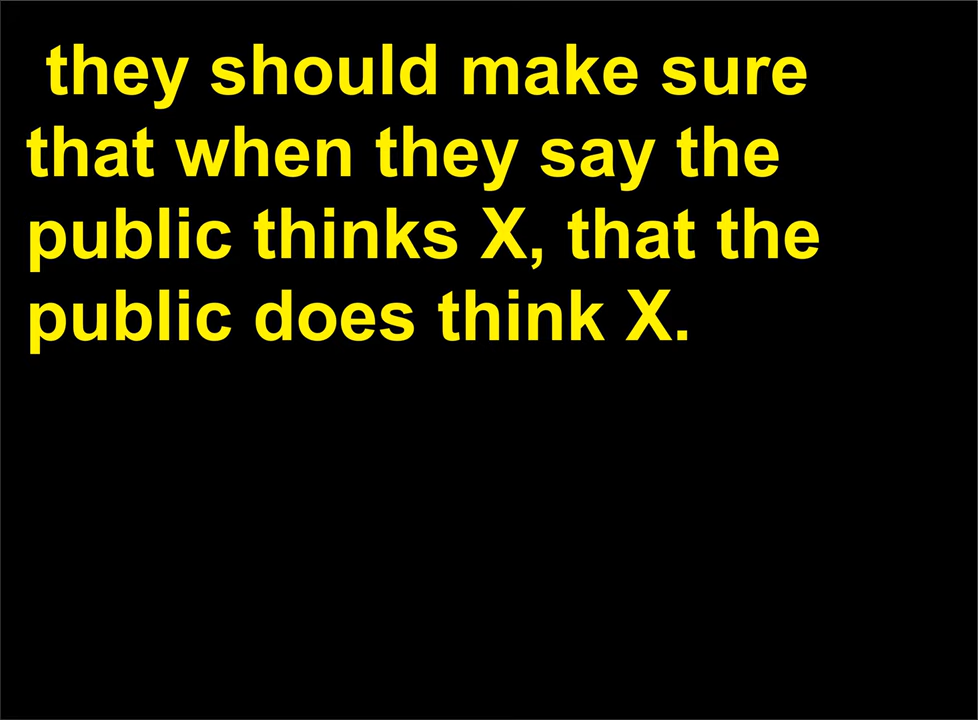 they should make sure
that when they say the
public thinks X, that the
public does think X.